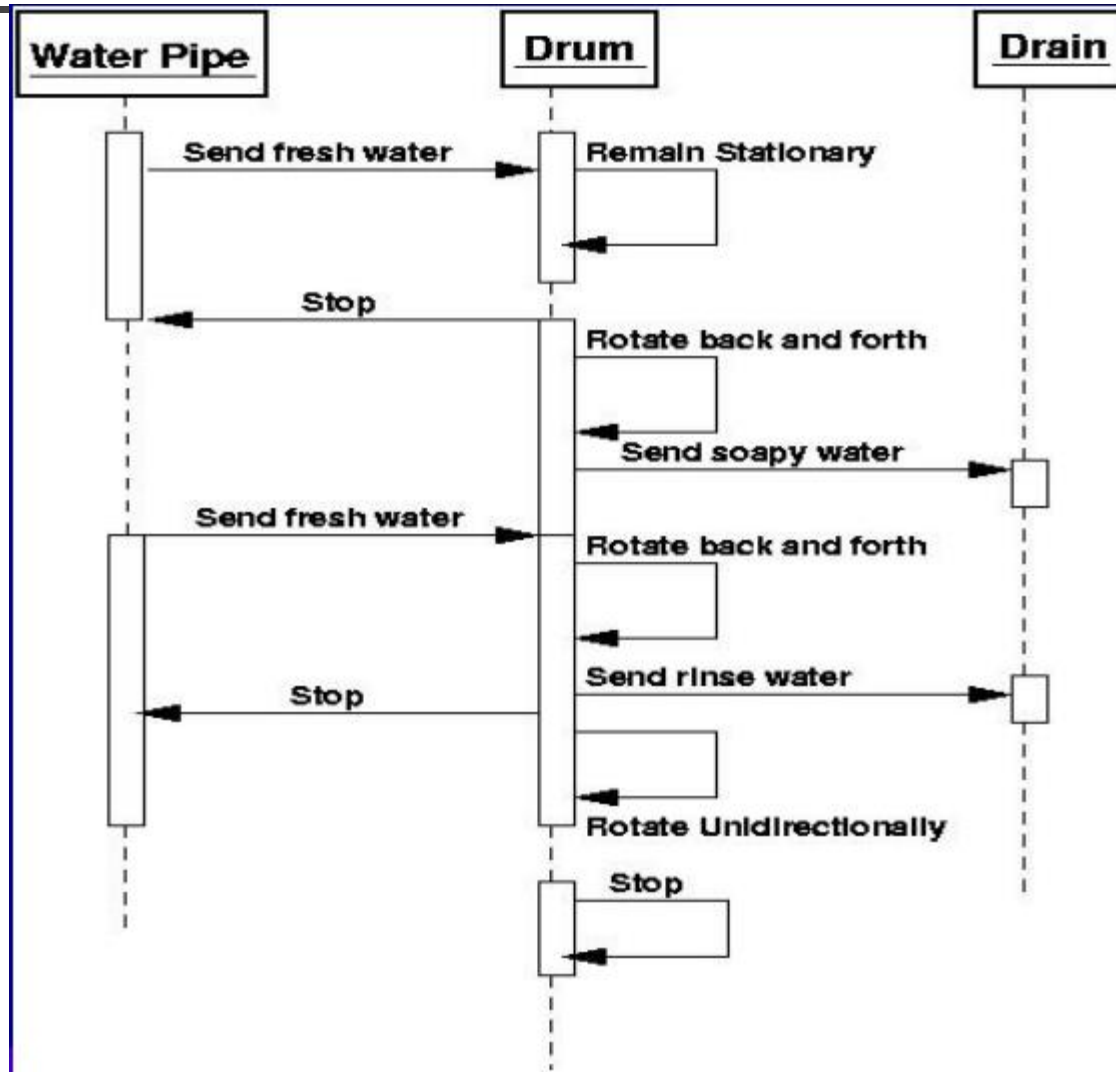 Water Pipe
Drum
Drain
Send fresh water
Remain Stationary
Stop
Rotate back and forth
Send soapy water
Send fresh water
Rotate back and forth
Send rinse water
Stop
Rotate Unidirectionally
Stop